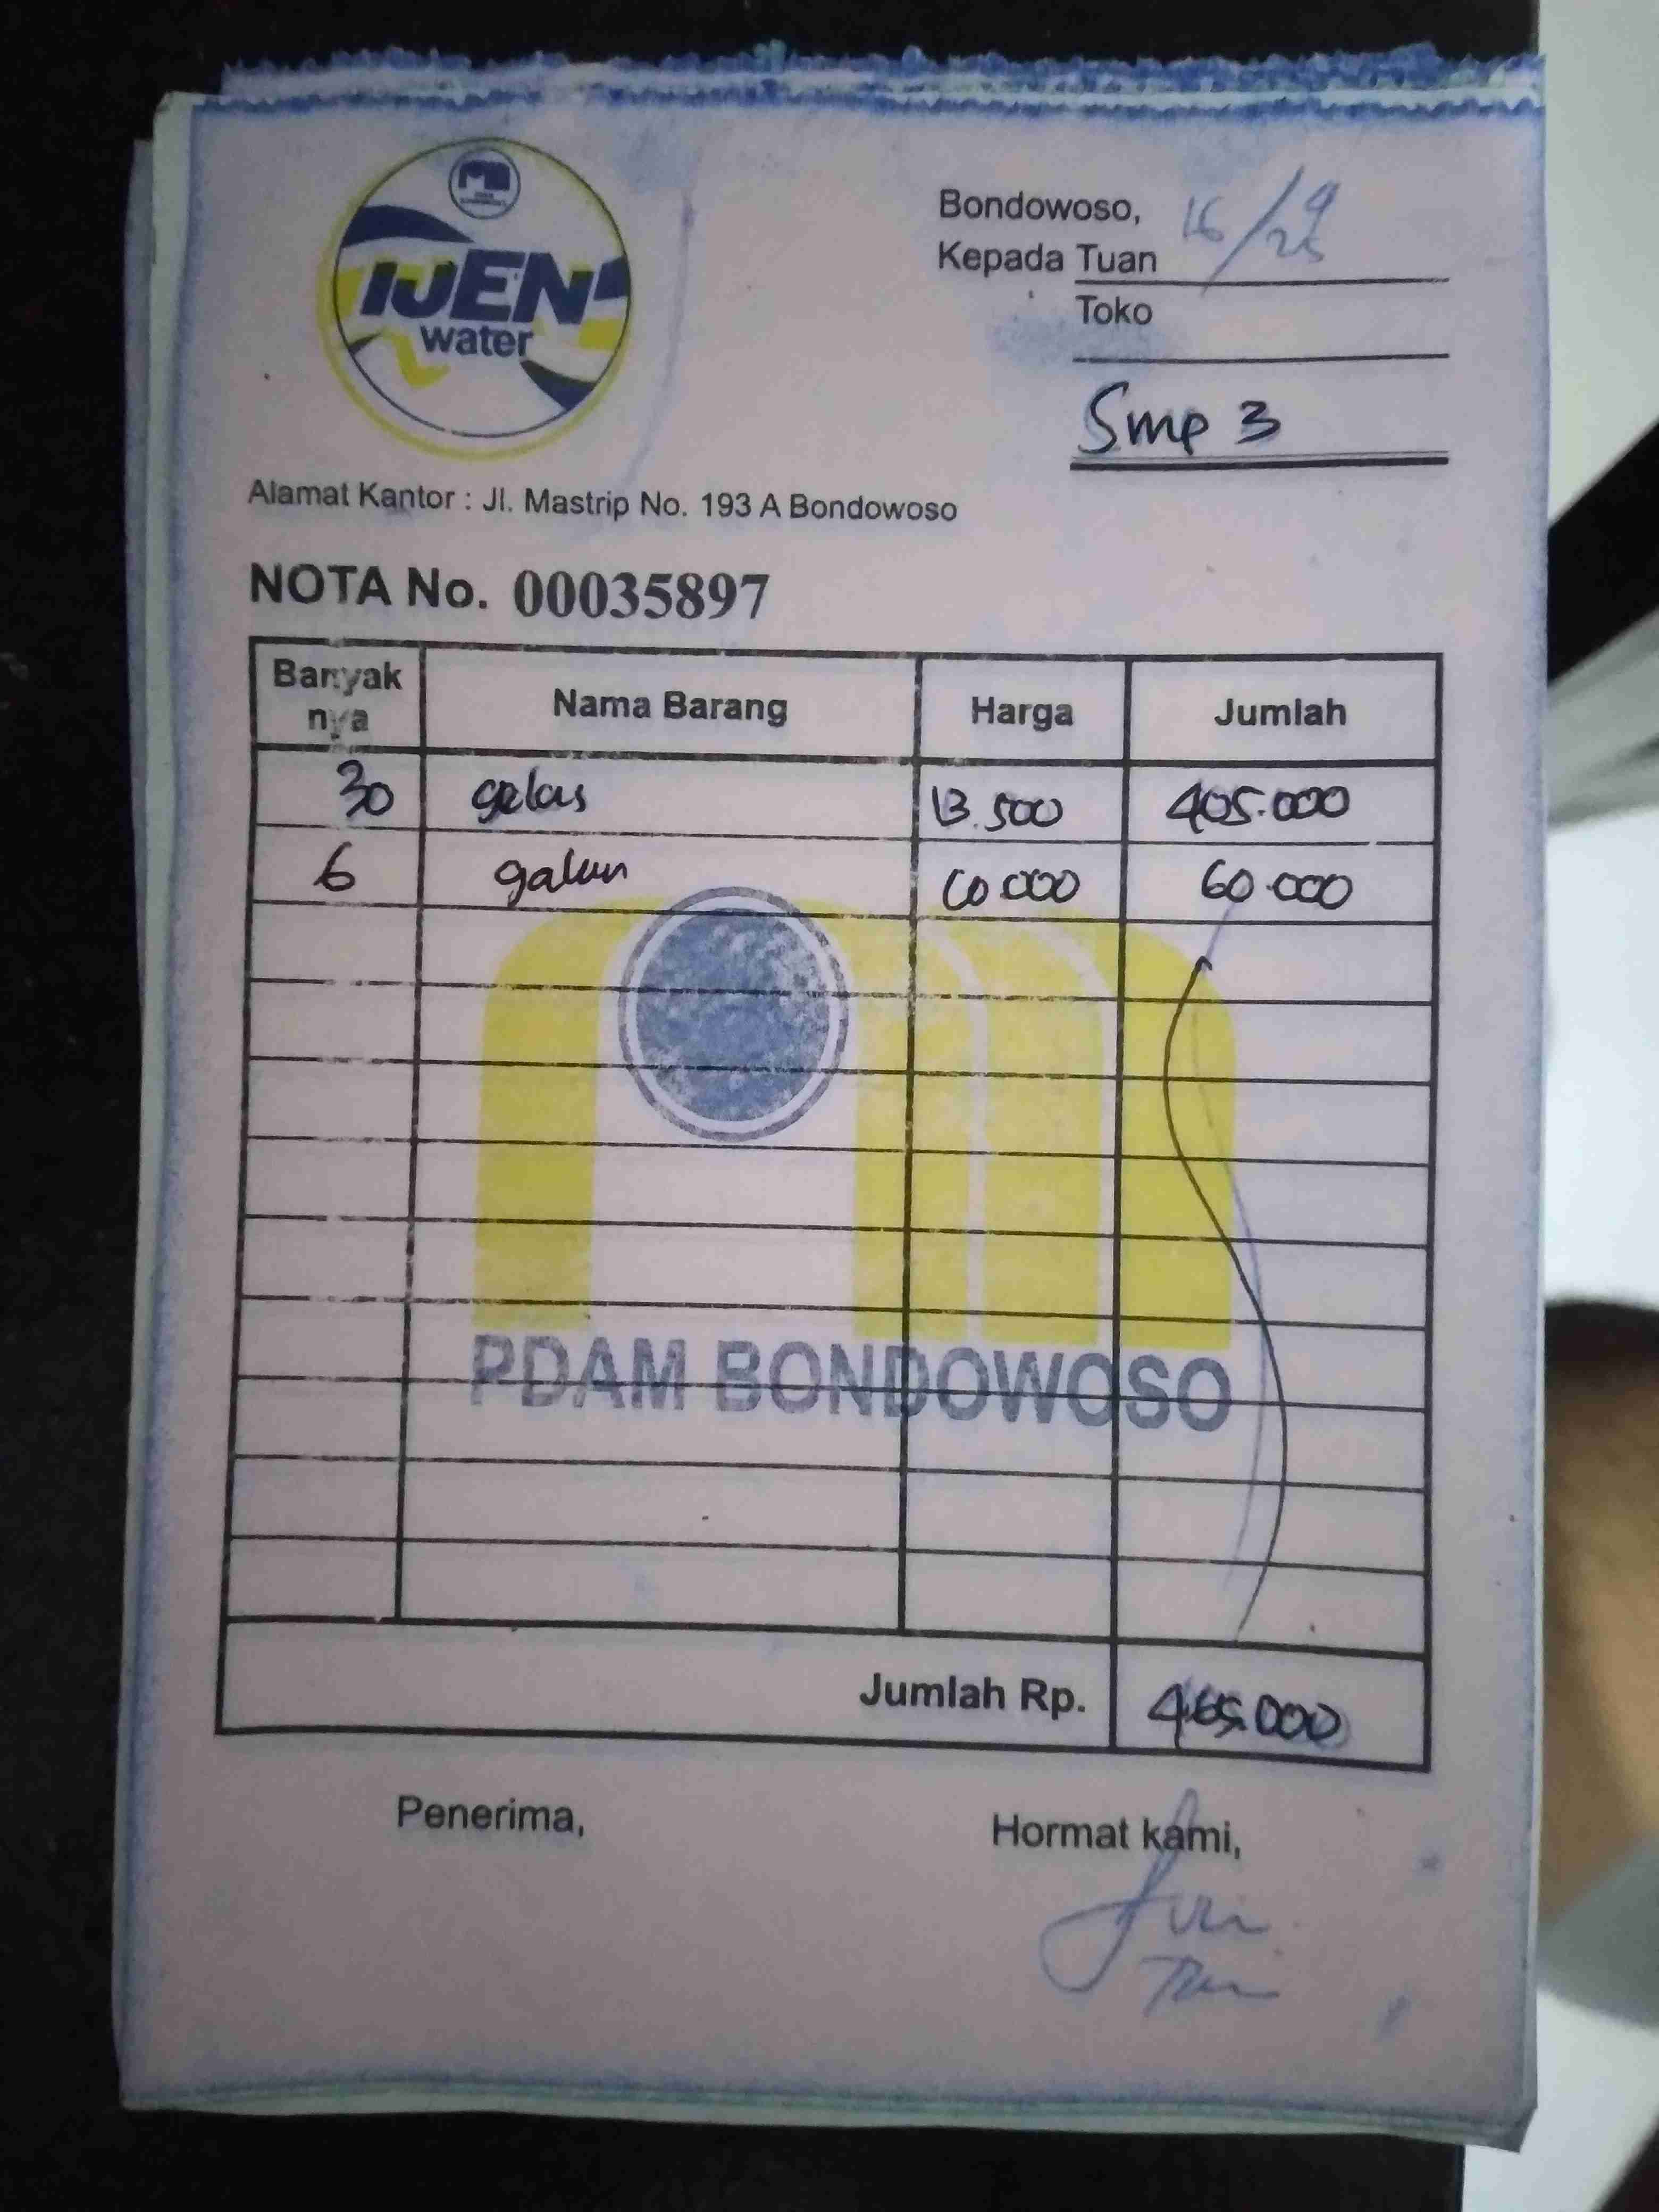 IJEN
water
Bondowoso, 16/9 25
Kepada Tuan
Toko
Smp 3
Alamat Kantor : Jl. Mastrip No. 193 A Bondowoso
NOTA No. 00035897
Banyak nya Nama Barang Harga Jumlah
30 gelas 13.500 405.000
6 galun 10.000 60.000
PDAM BONDOWOSO
Jumlah Rp. 465.000
Penerima, Hormat kami,